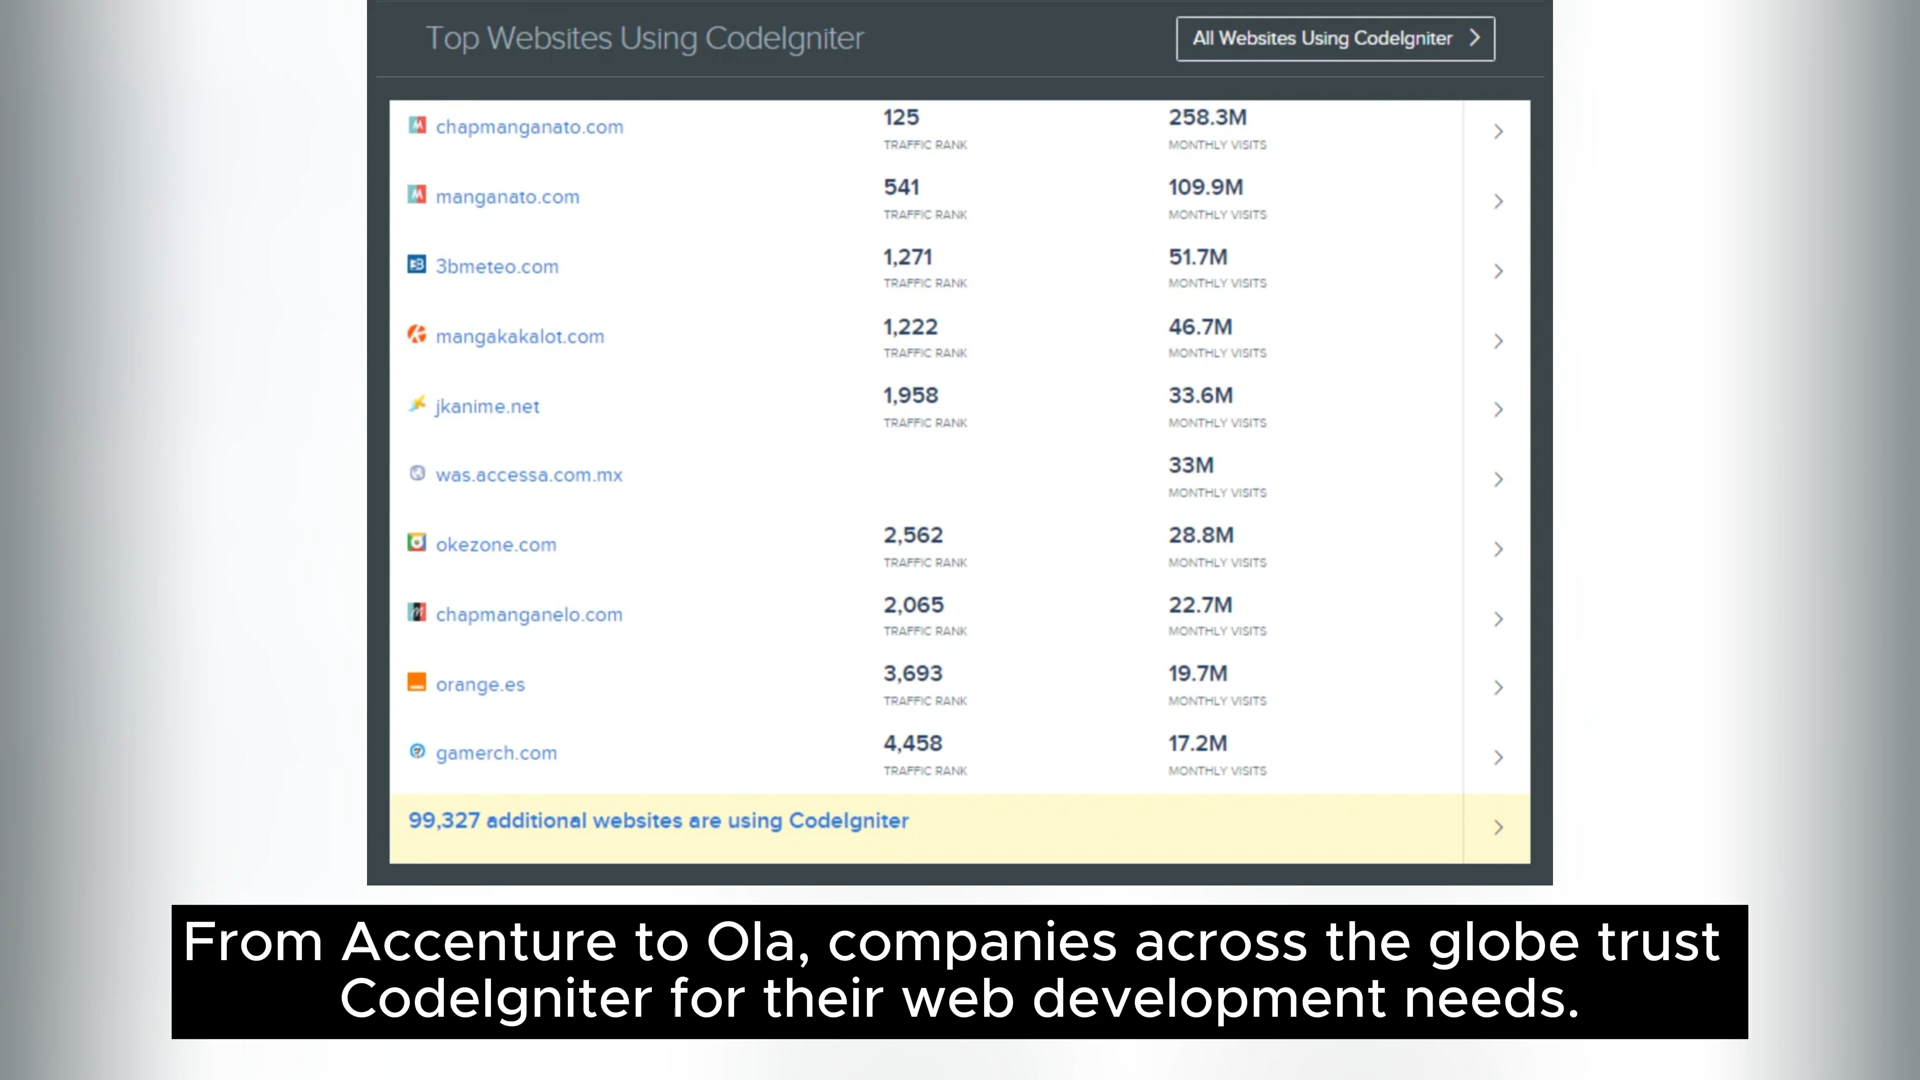 Top Websites Using CodeIgniter
All Websites Using CodeIgniter
chapmanganato.com 125 258.3M
TRAFFIC RANK MONTHLY VISITS
manganato.com 541 109.9M
TRAFFIC RANK MONTHLY VISITS
3bmeteo.com 1,271 51.7M
TRAFFIC RANK MONTHLY VISITS
mangakakalot.com 1,222 46.7M
TRAFFIC RANK MONTHLY VISITS
jkanime.net 1,958 33.6M
TRAFFIC RANK MONTHLY VISITS
was.accessa.com.mx 33M
MONTHLY VISITS
okezone.com 2,562 28.8M
TRAFFIC RANK MONTHLY VISITS
chapmanganelo.com 2,065 22.7M
TRAFFIC RANK MONTHLY VISITS
orange.es 3,693 19.7M
TRAFFIC RANK MONTHLY VISITS
gamerch.com 4,458 17.2M
TRAFFIC RANK MONTHLY VISITS
99,327 additional websites are using CodeIgniter
From Accenture to Ola, companies across the globe trust
CodeIgniter for their web development needs.